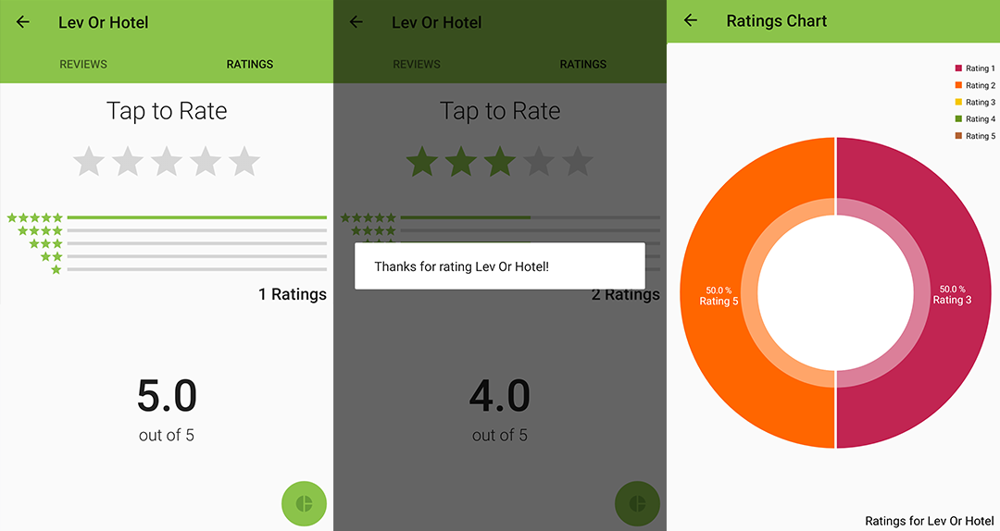 Lev Or Hotel
REVIEWS
RATINGS
Tap to Rate
1 Ratings
5.0
out of 5
Lev Or Hotel
REVIEWS
RATINGS
Tap to Rate
Thanks for rating Lev Or Hotel!
2 Ratings
4.0
out of 5
Ratings Chart
Rating 1
Rating 2
Rating 3
Rating 4
Rating 5
50.0 %
Rating 5
50.0 %
Rating 3
Ratings for Lev Or Hotel